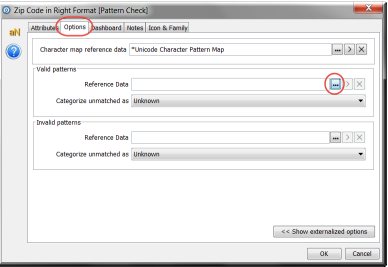 Zip Code in Right Format [Pattern Check]
aN
Attributes Options Dashboard Notes Icon & Family
Character map reference data *Unicode Character Pattern Map ... > ×
Valid patterns
Reference Data ... > ×
Categorize unmatched as Unknown
Invalid patterns
Reference Data ... > ×
Categorize unmatched as Unknown
<< Show externalized options
OK Cancel